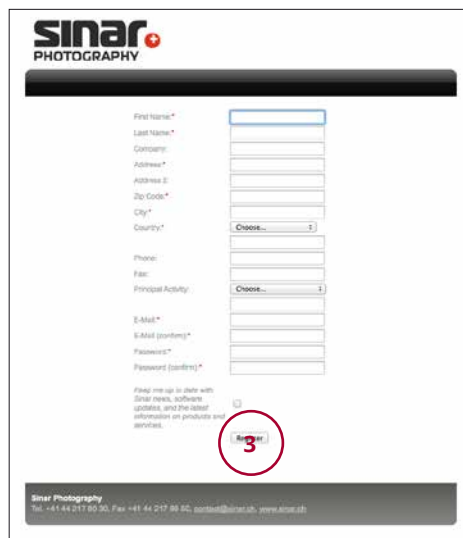 sinar
PHOTOGRAPHY
First Name:*
Last Name:*
Company:
Address:*
Address 2:
Zip Code:*
City:*
Country:* Choose...
Phone:
Fax:
Principal Activity: Choose...
E-Mail:*
E-Mail (confirm):*
Password:*
Password (confirm):*
Keep me up to date with
Sinar news, software
updates, and the latest
information on products and
services.
Register
3
Sinar Photography
Tel. +41 44 217 80 30, Fax +41 44 217 98 50, contact@sinar.ch, www.sinar.ch